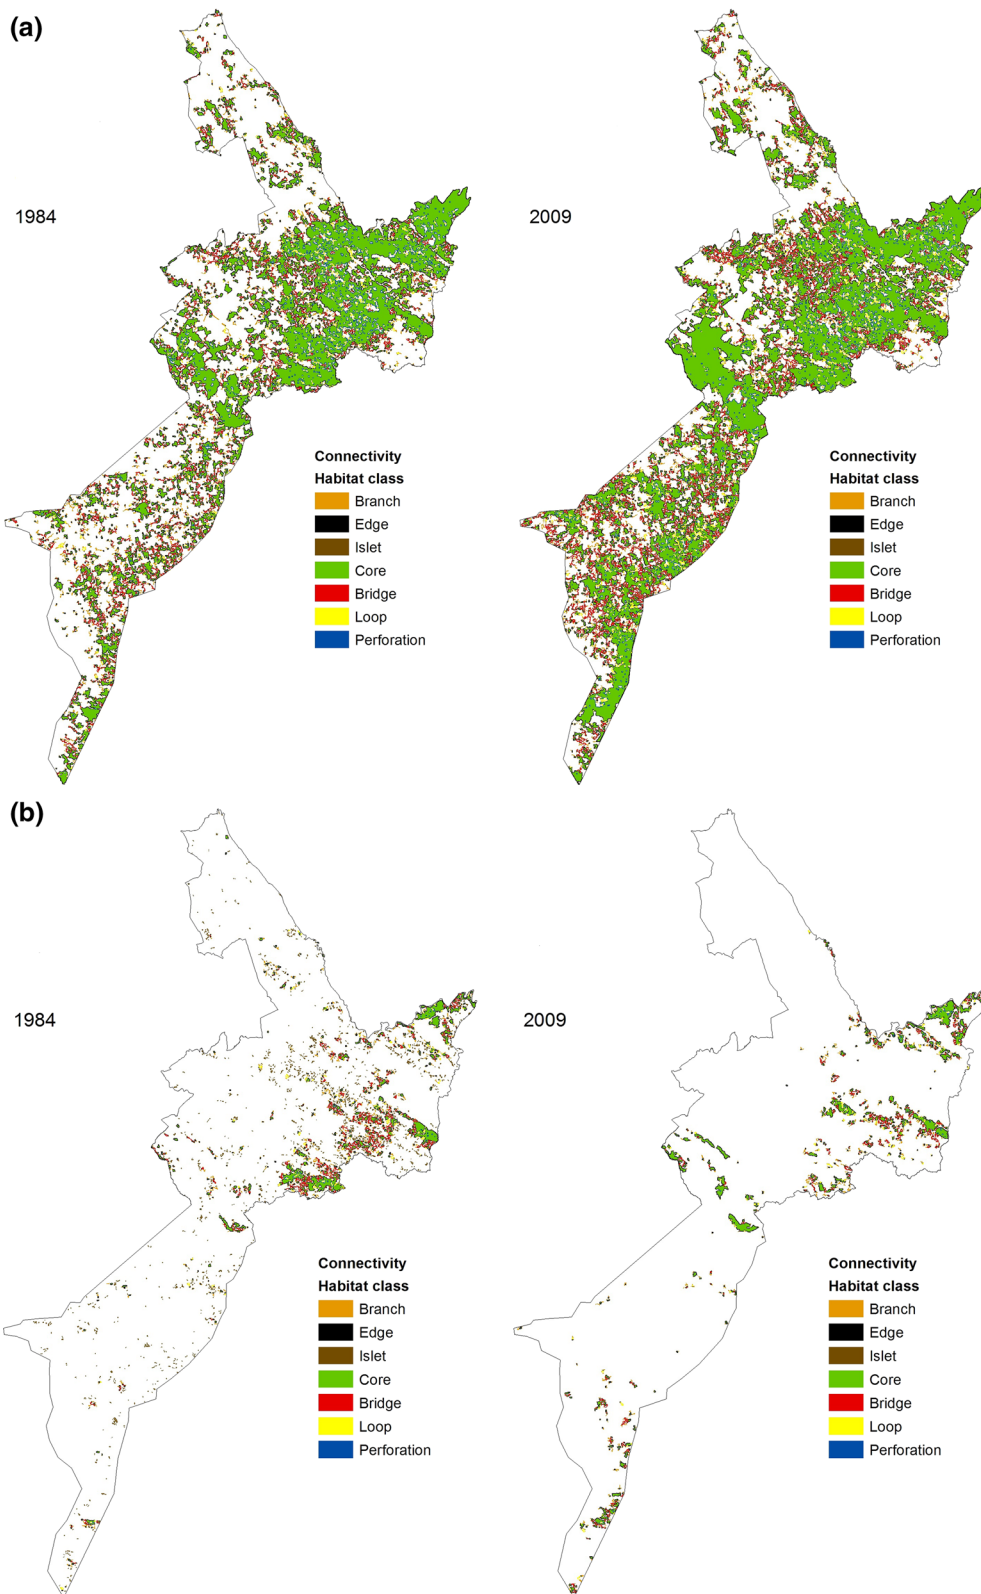 (a)
1984
2009
Connectivity
Habitat class
Branch
Edge
Islet
Core
Bridge
Loop
Perforation
Connectivity
Habitat class
Branch
Edge
Islet
Core
Bridge
Loop
Perforation
(b)
1984
2009
Connectivity
Habitat class
Branch
Edge
Islet
Core
Bridge
Loop
Perforation
Connectivity
Habitat class
Branch
Edge
Islet
Core
Bridge
Loop
Perforation